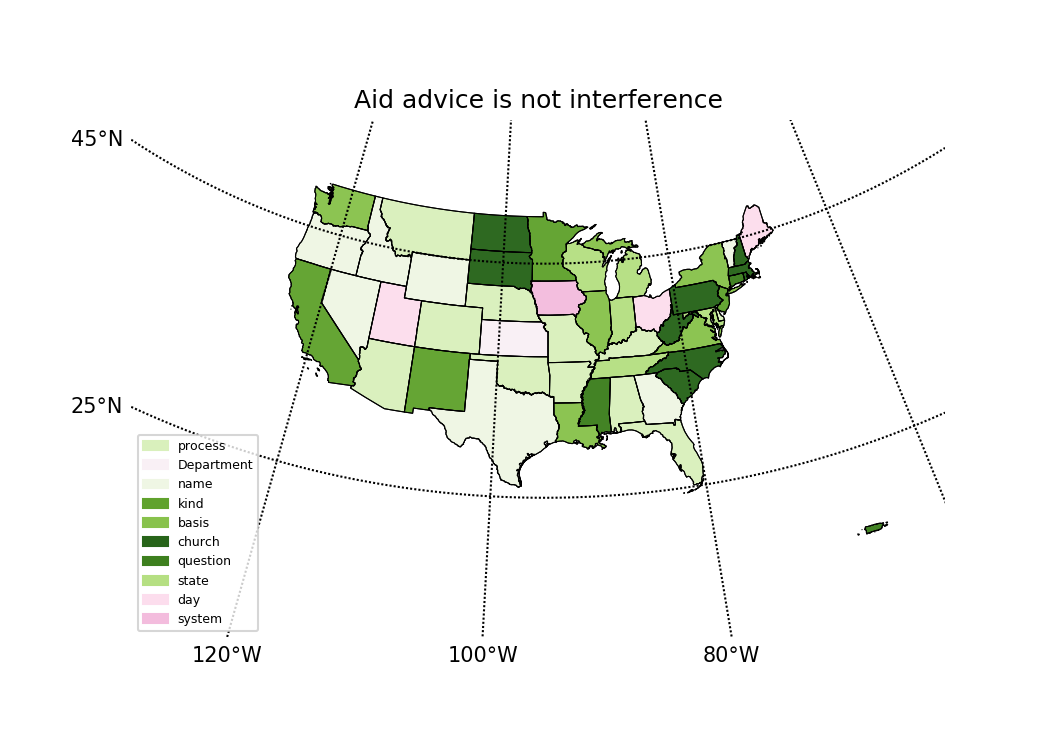 Aid advice is not interference
45°N
25°N
process
Department
name
kind
basis
church
question
state
day
system
120°W
100°W
80°W